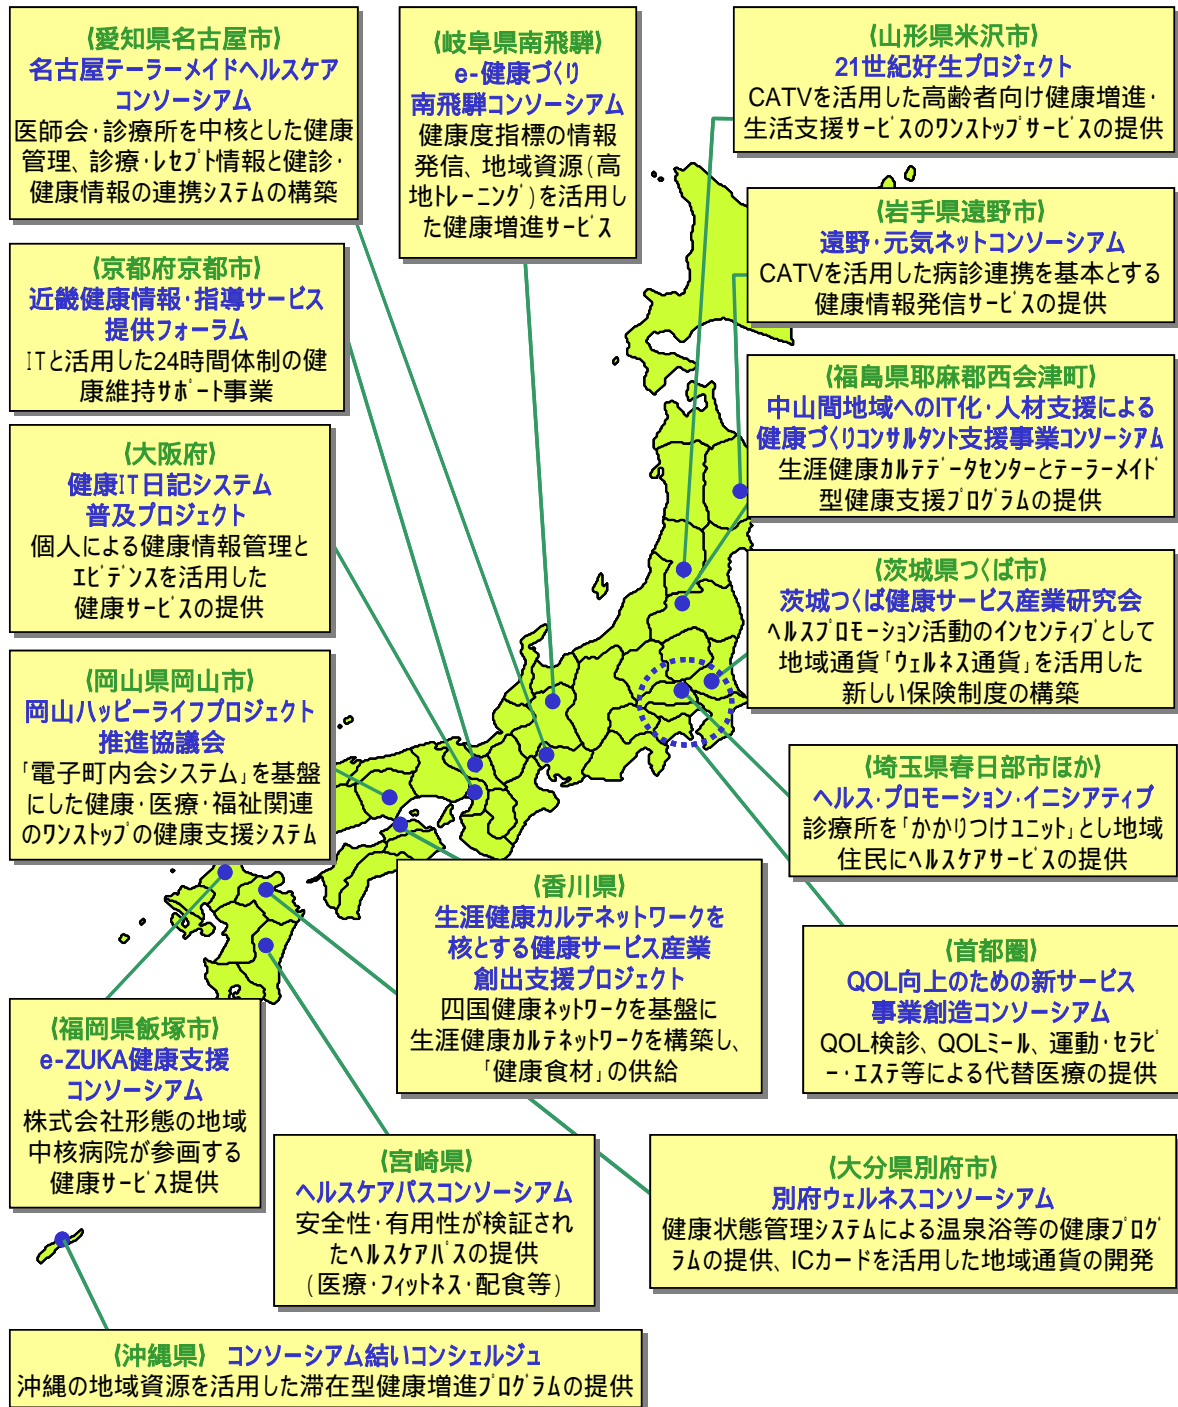 (愛知県名古屋市)
名古屋テーラーメイドヘルスケア
コンソーシアム
医師会・診療所を中核とした健康
管理、診療・レセプト情報と健診・
健康情報の連携システムの構築
(岐阜県南飛騨)
e-健康づくり
南飛騨コンソーシアム
健康度指標の情報
発信、地域資源(高
地トレーニング)を活用し
た健康増進サービス
(山形県米沢市)
21世紀好生プロジェクト
CATVを活用した高齢者向け健康増進・
生活支援サービスのワンストップサービスの提供
(岩手県遠野市)
遠野・元気ネットコンソーシアム
CATVを活用した病診連携を基本とする
健康情報発信サービスの提供
(京都府京都市)
近畿健康情報・指導サービス
提供フォーラム
ITと活用した24時間体制の健
康維持サポート事業
(福島県耶麻郡西会津町)
中山間地域へのIT化・人材支援による
健康づくりコンサルタント支援事業コンソーシアム
生涯健康カルテデータセンターとテーラーメイド
型健康支援プログラムの提供
(大阪府)
健康IT日記システム
普及プロジェクト
個人による健康情報管理と
エビデンスを活用した
健康サービスの提供
(茨城県つくば市)
茨城つくば健康サービス産業研究会
ヘルスプロモーション活動のインセンティブとして
地域通貨「ウェルネス通貨」を活用した
新しい保険制度の構築
(岡山県岡山市)
岡山ハッピーライフプロジェクト
推進協議会
「電子町内会システム」を基盤
にした健康・医療・福祉関連
のワンストップの健康支援システム
(埼玉県春日部市ほか)
ヘルス・プロモーション・イニシアティブ
診療所を「かかりつけユニット」とし地域
住民にヘルスケアサービスの提供
(香川県)
生涯健康カルテネットワークを
核とする健康サービス産業
創出支援プロジェクト
四国健康ネットワークを基盤に
生涯健康カルテネットワークを構築し、
「健康食材」の供給
(首都圏)
QOL向上のための新サービス
事業創造コンソーシアム
QOL検診、QOLミール、運動・セラピ
ー・エステ等による代替医療の提供
(福岡県飯塚市)
e-ZUKA健康支援
コンソーシアム
株式会社形態の地域
中核病院が参画する
健康サービス提供
(宮崎県)
ヘルスケアパスコンソーシアム
安全性・有用性が検証され
たヘルスケアパスの提供
(医療・フィットネス・配食等)
(大分県別府市)
別府ウェルネスコンソーシアム
健康状態管理システムによる温泉浴等の健康プログ
ラムの提供、ICカードを活用した地域通貨の開発
(沖縄県) コンソーシアム結いコンシェルジュ
沖縄の地域資源を活用した滞在型健康増進プログラムの提供